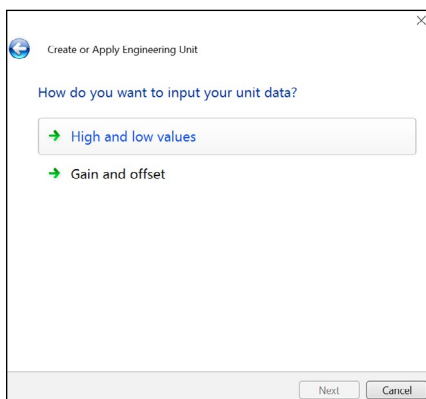 Create or Apply Engineering Unit
How do you want to input your unit data?
High and low values
Gain and offset
Next Cancel